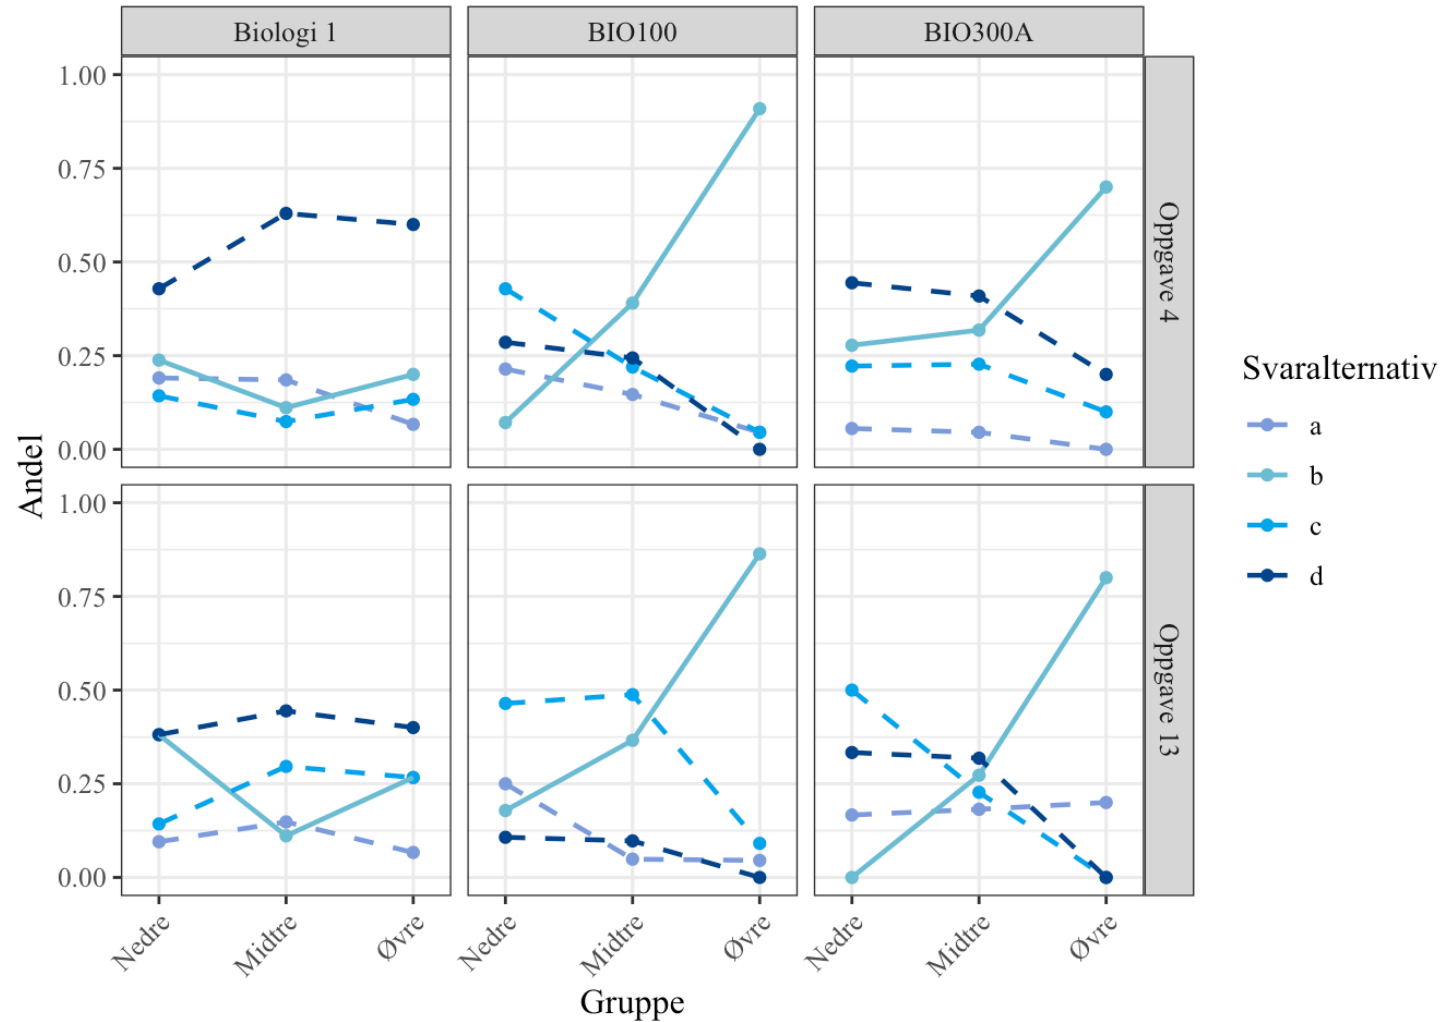 Biologi 1
BIO100
BIO300A
1.00
0.75
0.50
0.25
0.00
Oppgave 4
1.00
0.75
0.50
0.25
0.00
Oppgave 13
Andel
Nedre
Midtre
Øvre
Nedre
Midtre
Øvre
Nedre
Midtre
Øvre
Gruppe
Svaralternativ
a
b
c
d